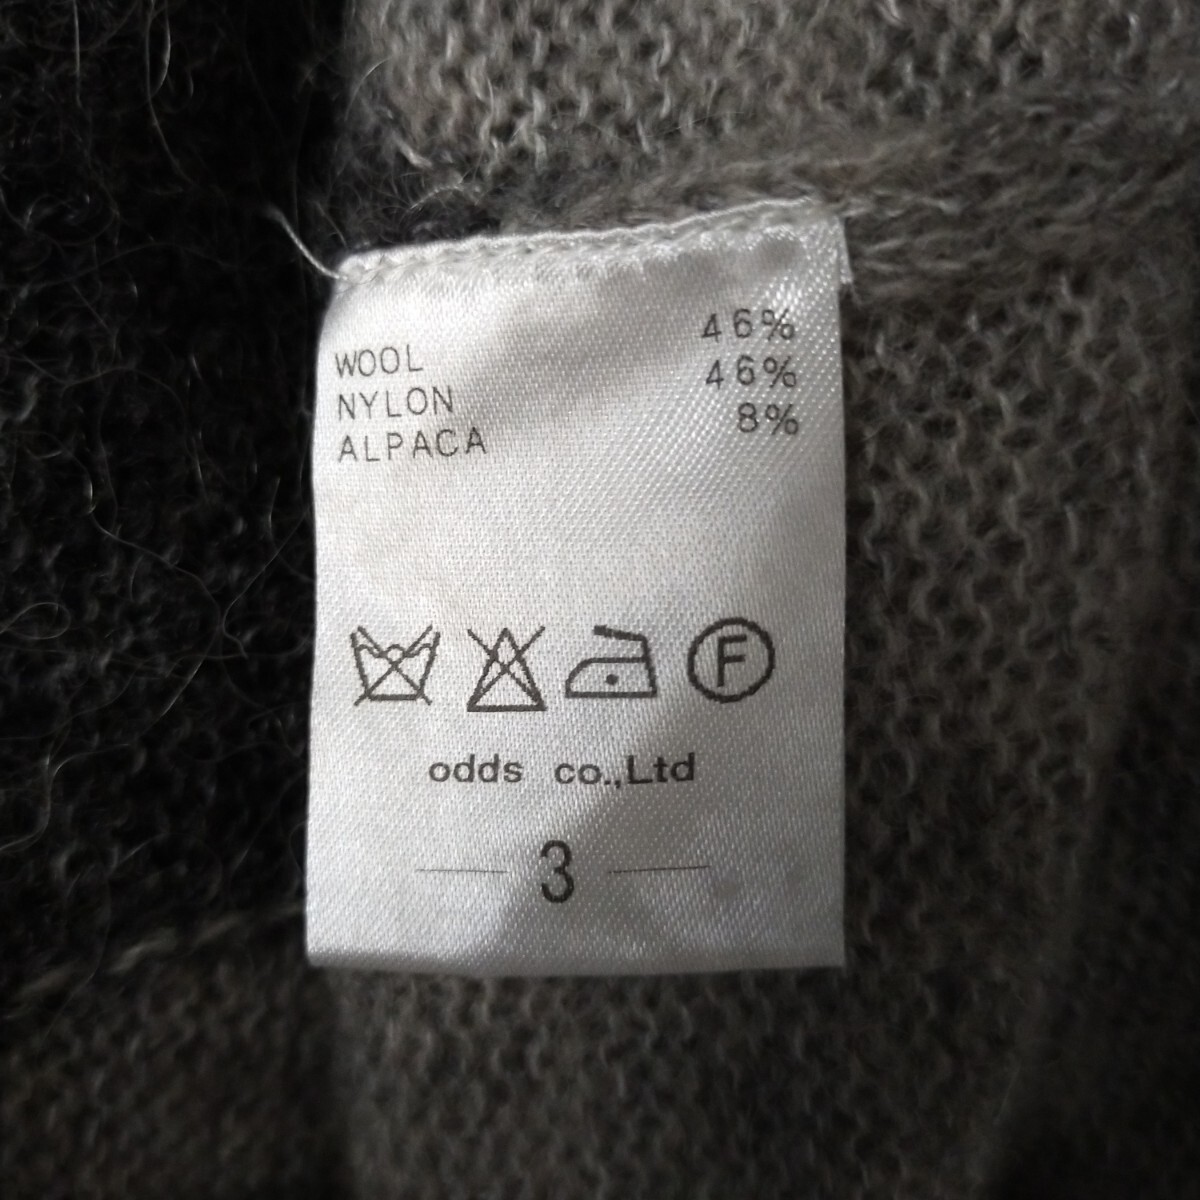 WOOL 46%
NYLON 46%
ALPACA 8%
F
odds co.,Ltd
3